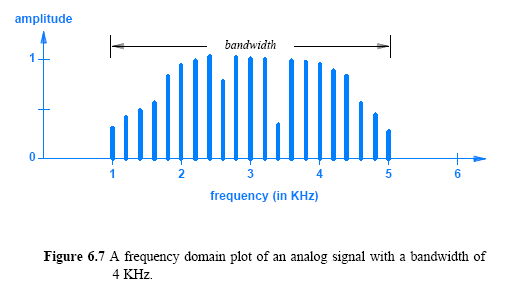 amplitude
bandwidth
1
0
1 2 3 4 5 6
frequency (in KHz)
Figure 6.7 A frequency domain plot of an analog signal with a bandwidth of
4 KHz.